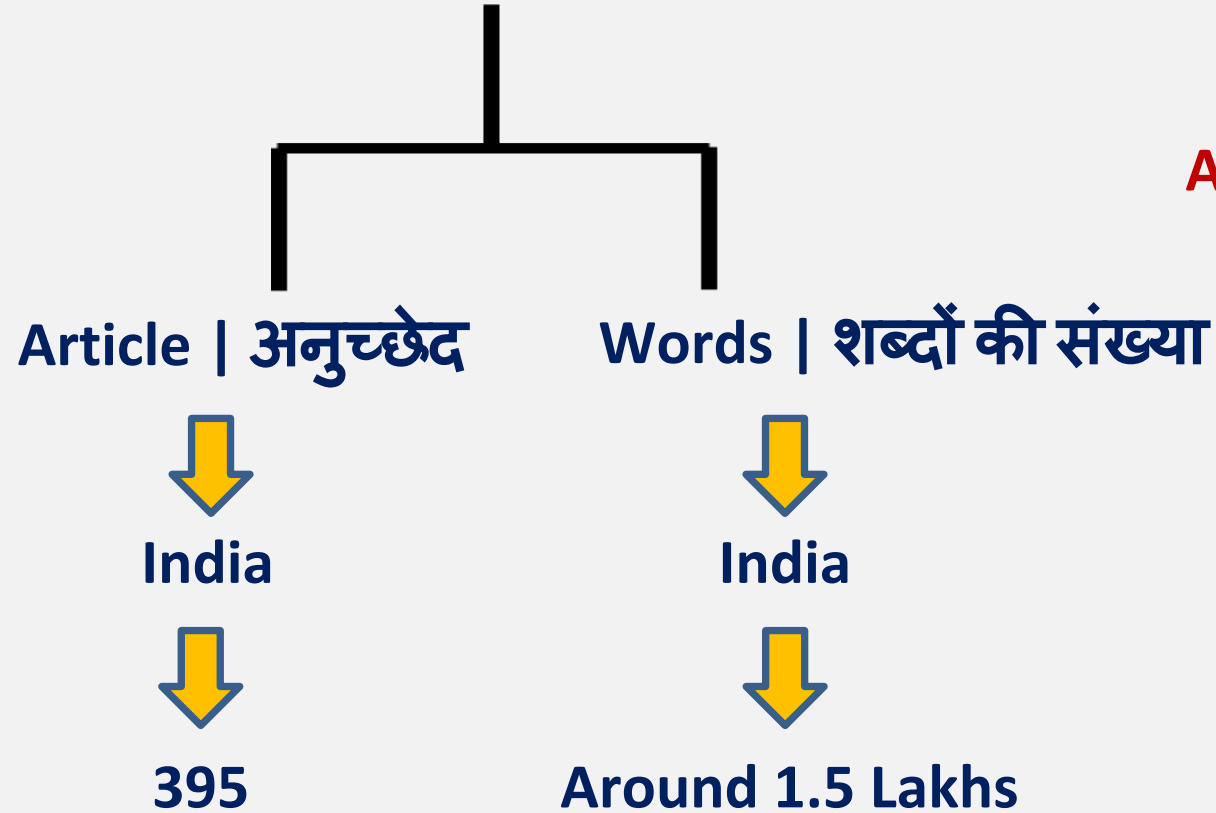 A
Article | अनुच्छेद
Words | शब्दों की संख्या
India
India
395
Around 1.5 Lakhs